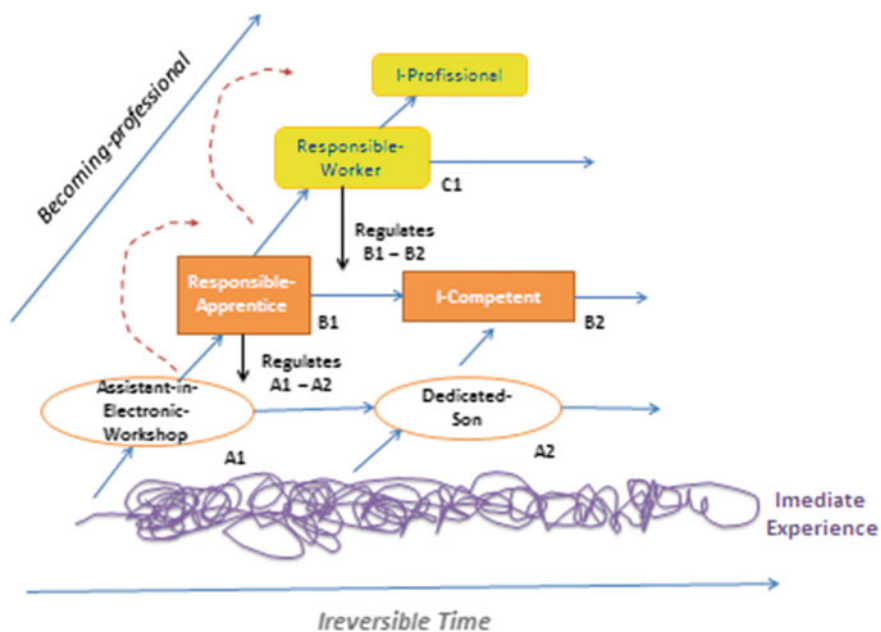 Becoming-professional
I-Profissional
Responsible-
Worker
C1
Regulates
B1 – B2
Responsible-
Apprentice
B1
I-Competent
B2
Regulates
A1 – A2
Assistant-in-
Electronic-
Workshop
A1
Dedicated-
Son
A2
Imediate
Experience
Ireversible Time